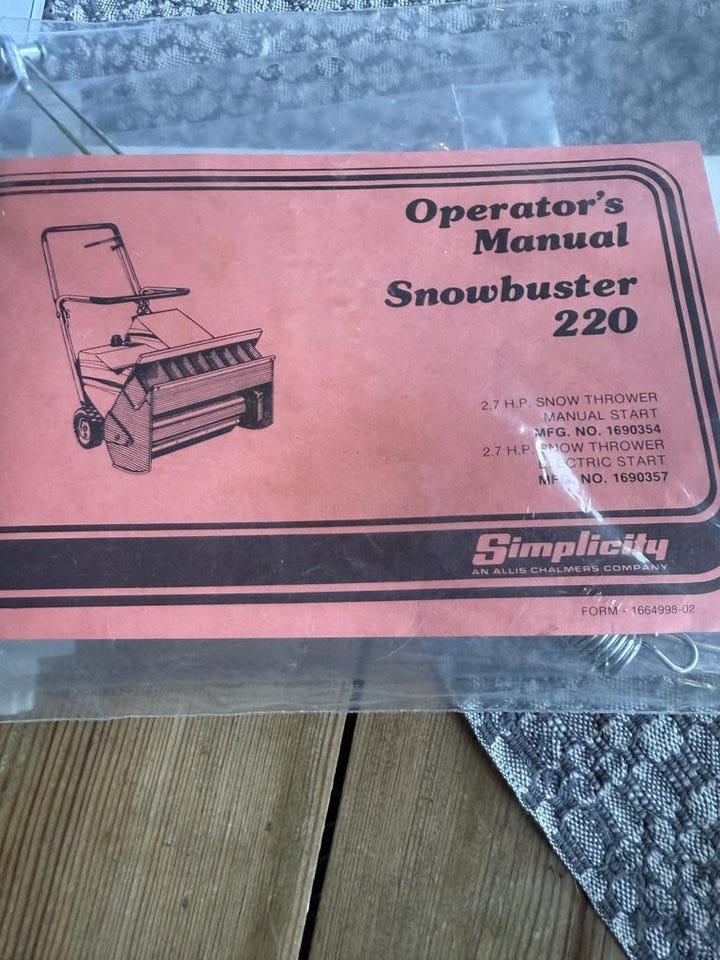 Operator's
Manual
Snowbuster
220
2.7 H.P. SNOW THROWER
MANUAL START
MFG. NO. 1690354
2.7 H.P. SNOW THROWER
ELECTRIC START
MFG. NO. 1690357
Simplicity
AN ALLIS CHALMERS COMPANY
FORM - 1664998-02